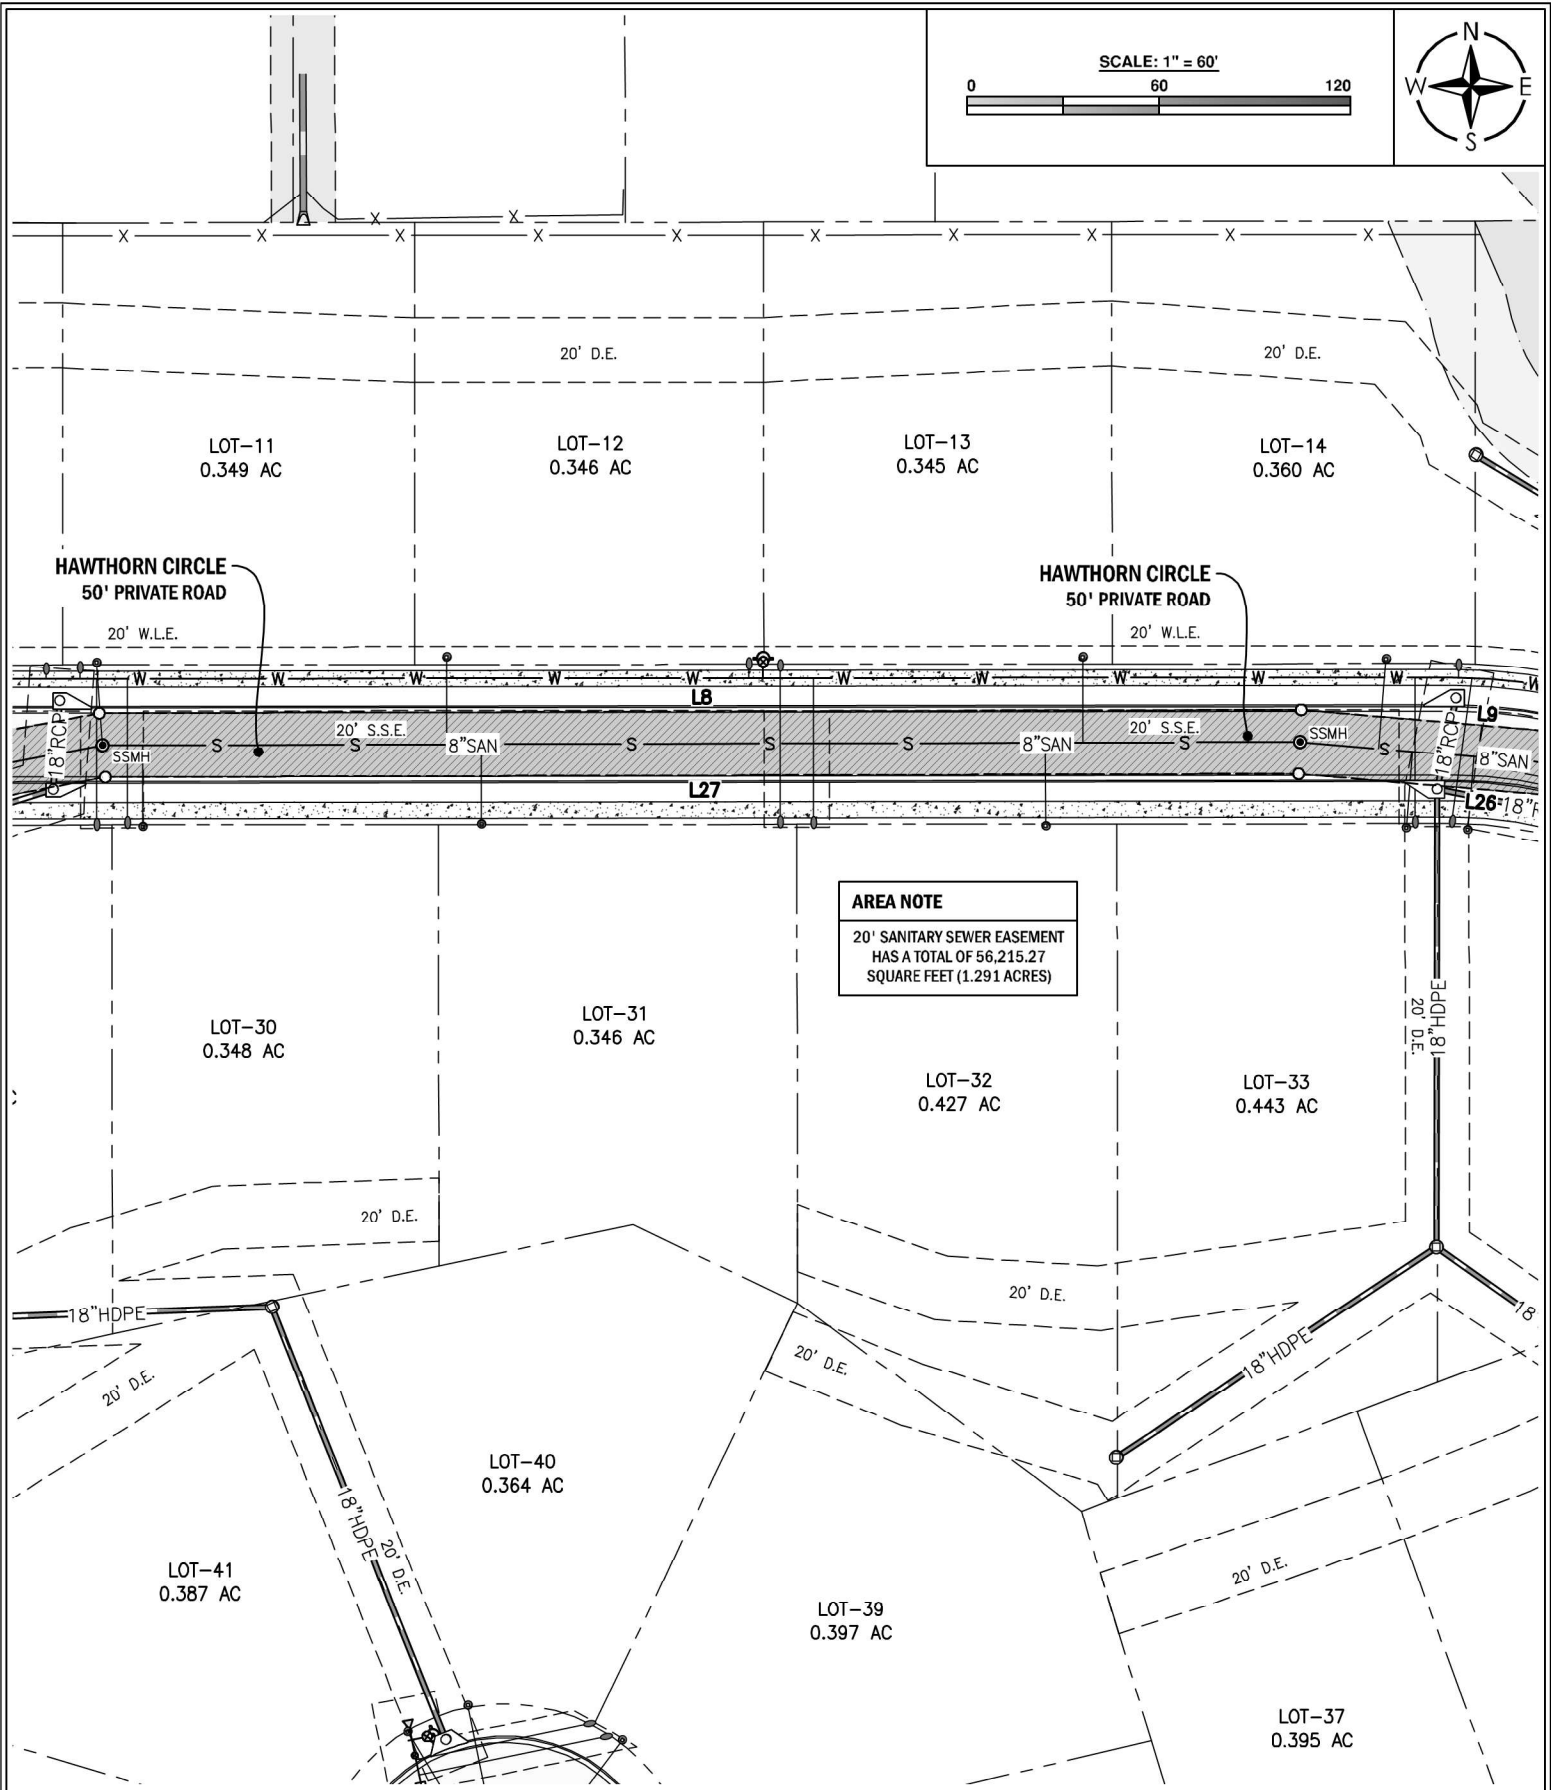 SCALE: 1" = 60'
0 60 120
N
W E
S
X X
X X X X X X X X X X
20' D.E.
20' D.E.
LOT-11
0.349 AC
LOT-12
0.346 AC
LOT-13
0.345 AC
LOT-14
0.360 AC
HAWTHORN CIRCLE
50' PRIVATE ROAD
HAWTHORN CIRCLE
50' PRIVATE ROAD
20' W.L.E.
20' W.L.E.
W W W W W W W W W W W
L8
L9
18"RCP
20' S.S.E.
20' S.S.E.
18"RCP
SSMH
S S 8"SAN S S S 8"SAN S
SSMH
S
8"SAN
L27
L26
18"
AREA NOTE
20' SANITARY SEWER EASEMENT
HAS A TOTAL OF 56,215.27
SQUARE FEET (1.291 ACRES)
18"HDPE
20' D.E.
LOT-30
0.348 AC
LOT-31
0.346 AC
LOT-32
0.427 AC
LOT-33
0.443 AC
20' D.E.
20' D.E.
18"HDPE
18
18"HDPE
20' D.E.
20' D.E.
LOT-40
0.364 AC
18"HDPE
20' D.E.
LOT-41
0.387 AC
20' D.E.
LOT-39
0.397 AC
LOT-37
0.395 AC